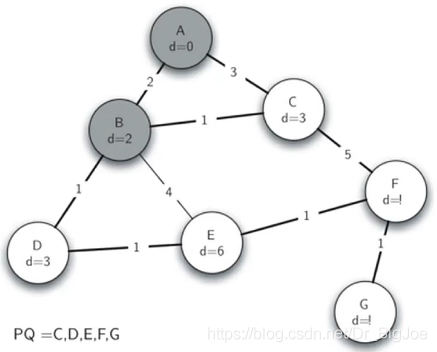 A
d=0
2
3
C
d=3
B
d=2
1
5
1
4
F
d=!
E
d=6
1
D
d=3
1
1
G
d=!
PQ =C,D,E,F,G
https://blog.csdn.net/Dr_BigJoe